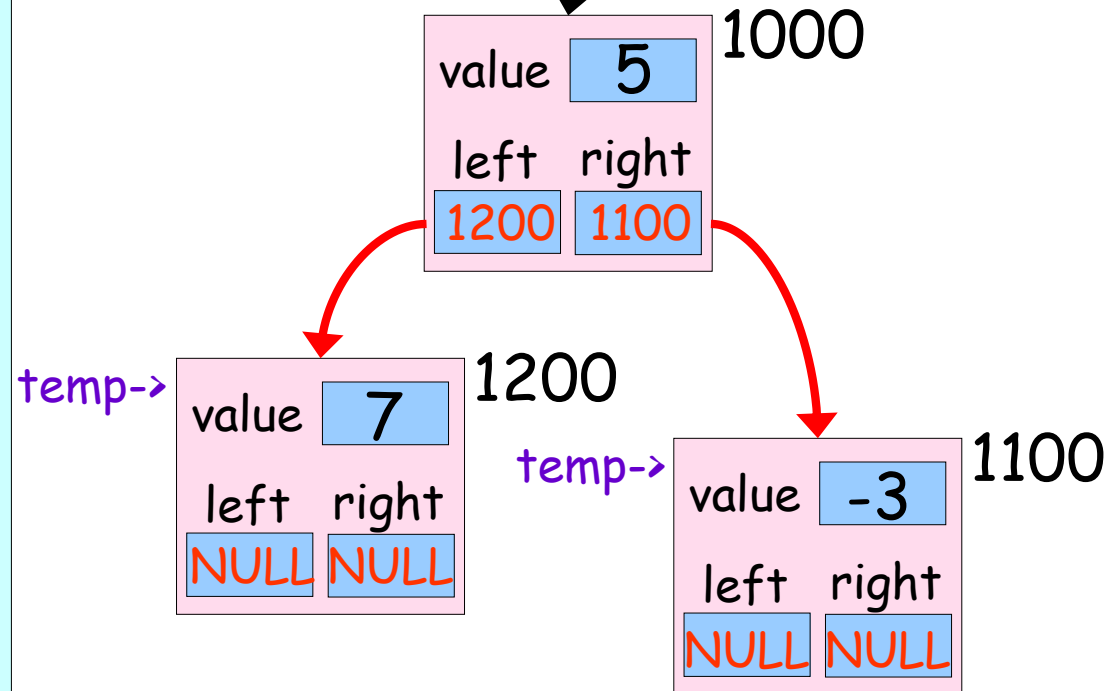 1000
value 5
left right
1200 1100
temp->
1200
value 7
left right
NULL NULL
temp->
1100
value -3
left right
NULL NULL